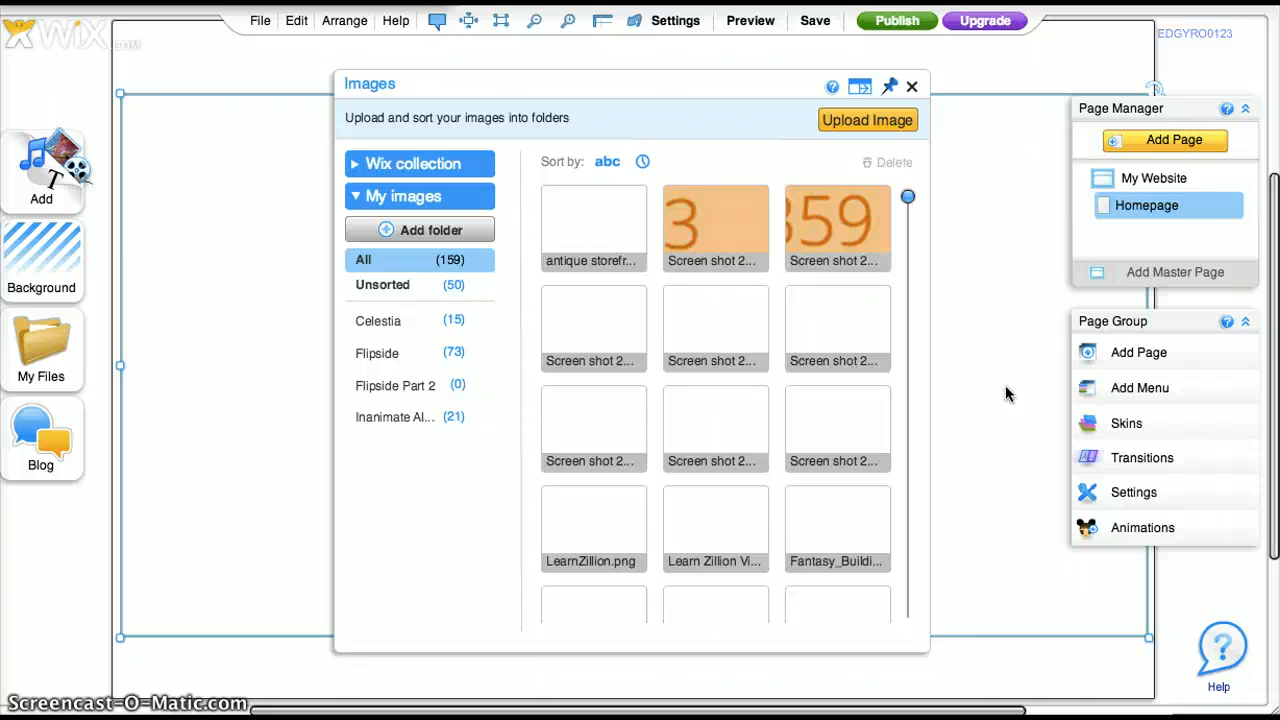 File Edit Arrange Help Settings Preview Save Publish Upgrade
WiX.com
EDGYRO0123
Images
Upload and sort your images into folders
Upload Image
Wix collection
My images
Add folder
All (159)
Unsorted (50)
Celestia (15)
Flipside (73)
Flipside Part 2 (0)
Inanimate Al... (21)
Sort by: abc
Delete
3
359
antique storefr... Screen shot 2... Screen shot 2...
Screen shot 2... Screen shot 2... Screen shot 2...
Screen shot 2... Screen shot 2... Screen shot 2...
LearnZillion.png Learn Zillion Vi... Fantasy_Buildi...
Add
Background
My Files
Blog
Page Manager
Add Page
My Website
Homepage
Add Master Page
Page Group
Add Page
Add Menu
Skins
Transitions
Settings
Animations
Help
Screencast-O-Matic.com